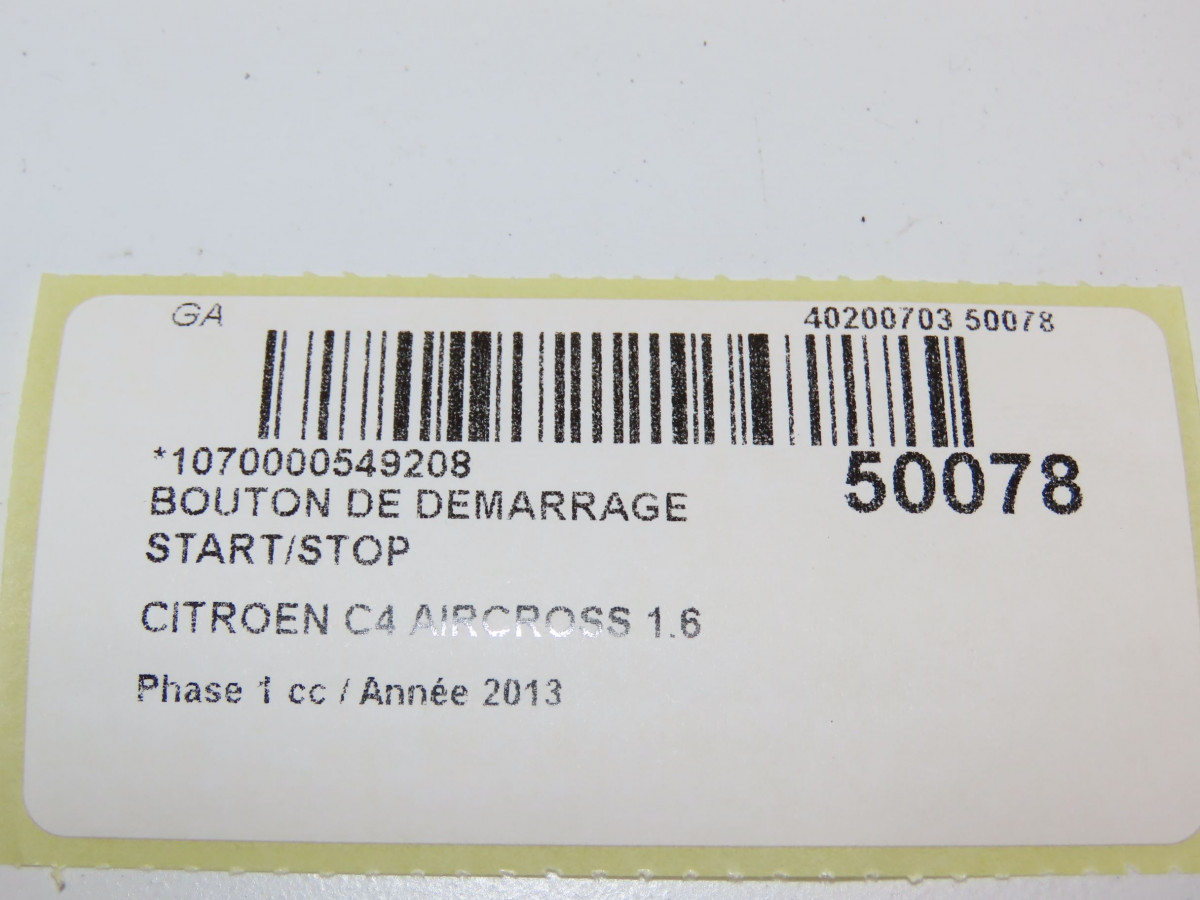 GA
40200703 50078
*1070000549208
50078
BOUTON DE DEMARRAGE
START/STOP
CITROEN C4 AIRCROSS 1.6
Phase 1 cc / Année 2013